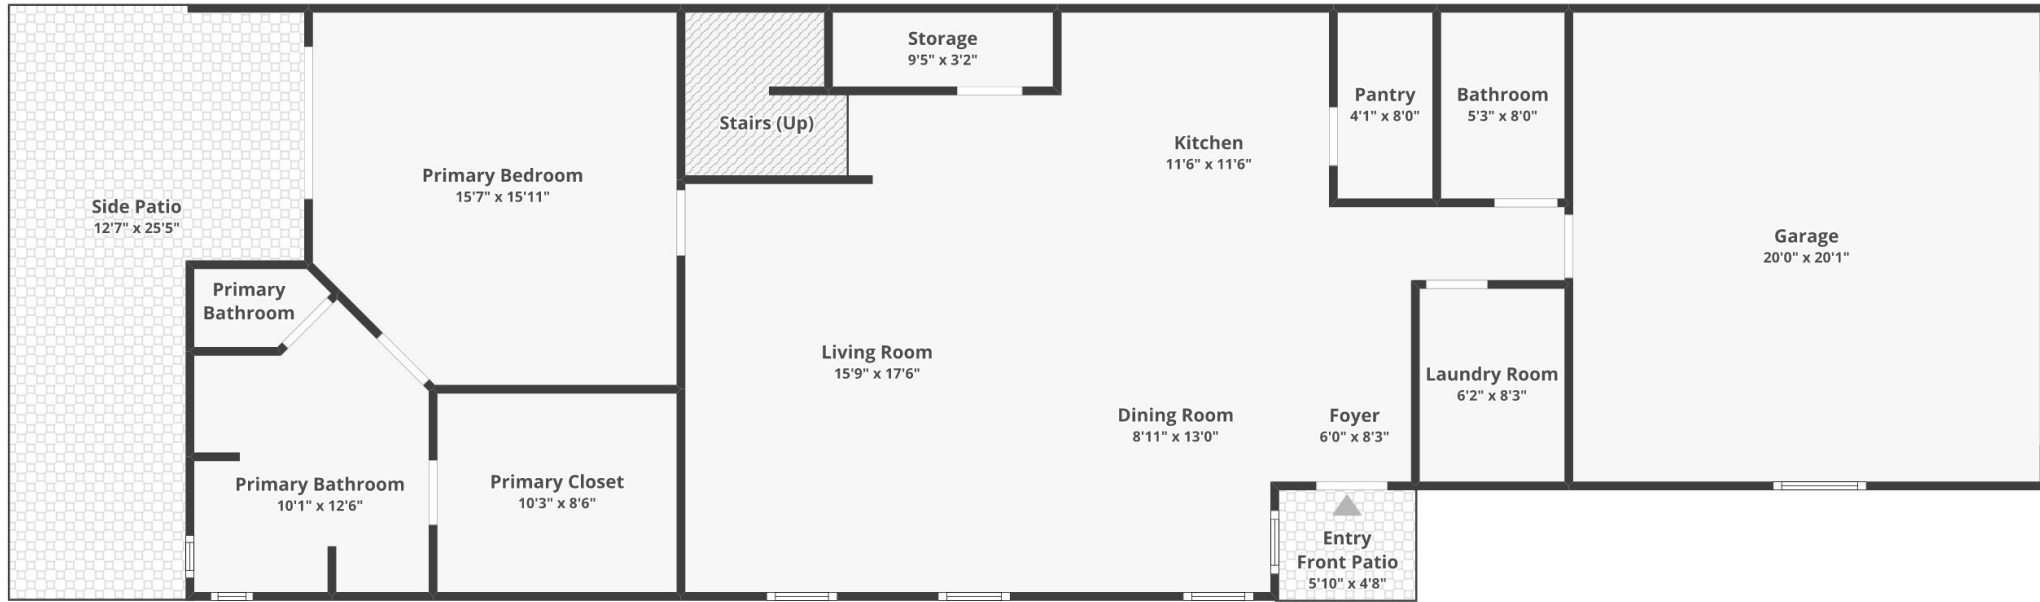 Side Patio
12'7" x 25'5"
Primary Bedroom
15'7" x 15'11"
Primary
Bathroom
Primary Bathroom
10'1" x 12'6"
Primary Closet
10'3" x 8'6"
Stairs (Up)
Storage
9'5" x 3'2"
Living Room
15'9" x 17'6"
Kitchen
11'6" x 11'6"
Dining Room
8'11" x 13'0"
Foyer
6'0" x 8'3"
Pantry
4'1" x 8'0"
Bathroom
5'3" x 8'0"
Laundry Room
6'2" x 8'3"
Entry
Front Patio
5'10" x 4'8"
Garage
20'0" x 20'1"